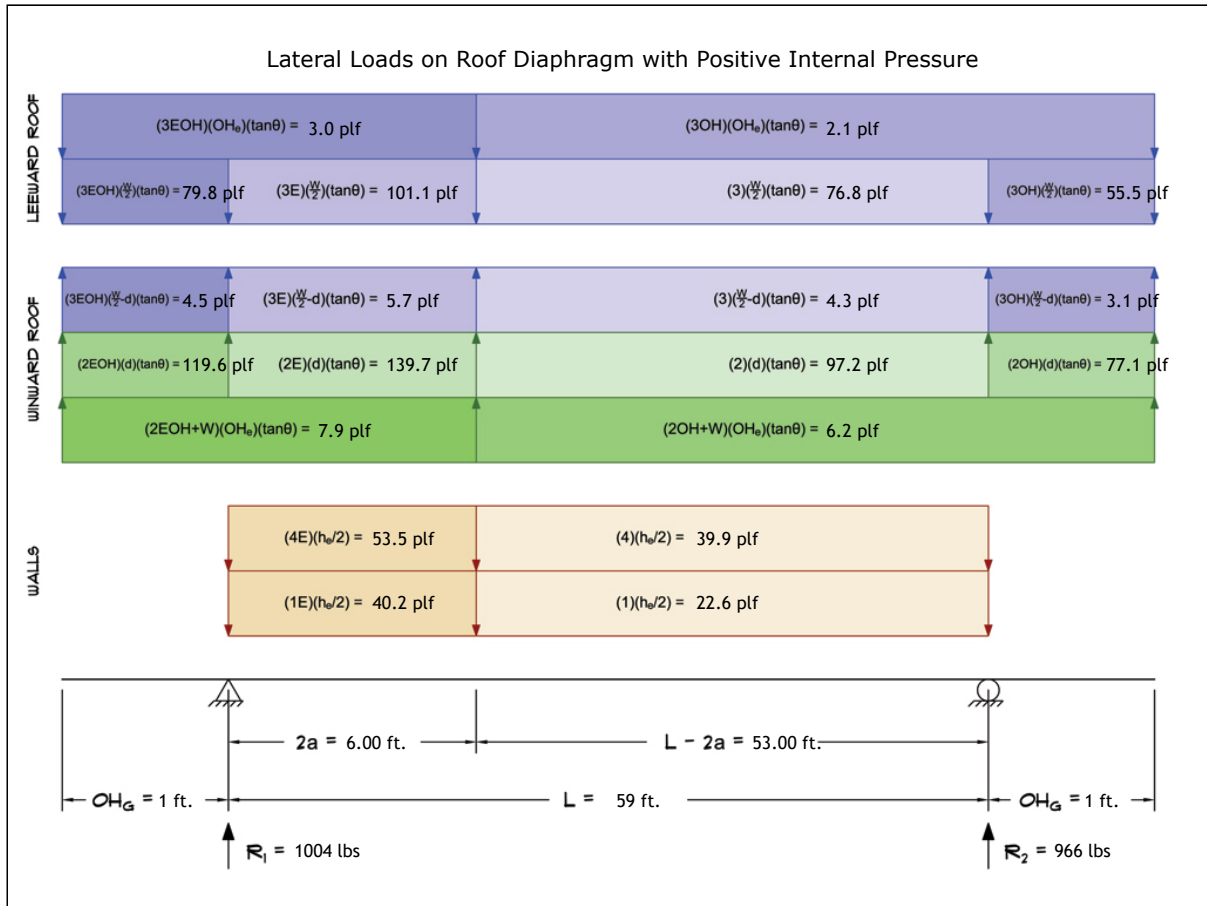 Lateral Loads on Roof Diaphragm with Positive Internal Pressure
LEEWARD ROOF
(3EOH)(OHₑ)(tanθ) = 3.0 plf
(3OH)(OHₑ)(tanθ) = 2.1 plf
(3EOH)(W/2)(tanθ) = 79.8 plf
(3E)(W/2)(tanθ) = 101.1 plf
(3)(W/2)(tanθ) = 76.8 plf
(3OH)(W/2)(tanθ) = 55.5 plf
WINWARD ROOF
(3EOH)(W/2-d)(tanθ) = 4.5 plf
(3E)(W/2-d)(tanθ) = 5.7 plf
(3)(W/2-d)(tanθ) = 4.3 plf
(3OH)(W/2-d)(tanθ) = 3.1 plf
(2EOH)(d)(tanθ) = 119.6 plf
(2E)(d)(tanθ) = 139.7 plf
(2)(d)(tanθ) = 97.2 plf
(2OH)(d)(tanθ) = 77.1 plf
(2EOH+W)(OHₑ)(tanθ) = 7.9 plf
(2OH+W)(OHₑ)(tanθ) = 6.2 plf
WALLS
(4E)(hₑ/2) = 53.5 plf
(4)(hₑ/2) = 39.9 plf
(1E)(hₑ/2) = 40.2 plf
(1)(hₑ/2) = 22.6 plf
2a = 6.00 ft.
L - 2a = 53.00 ft.
OH_G = 1 ft.
L = 59 ft.
OH_G = 1 ft.
R₁ = 1004 lbs
R₂ = 966 lbs